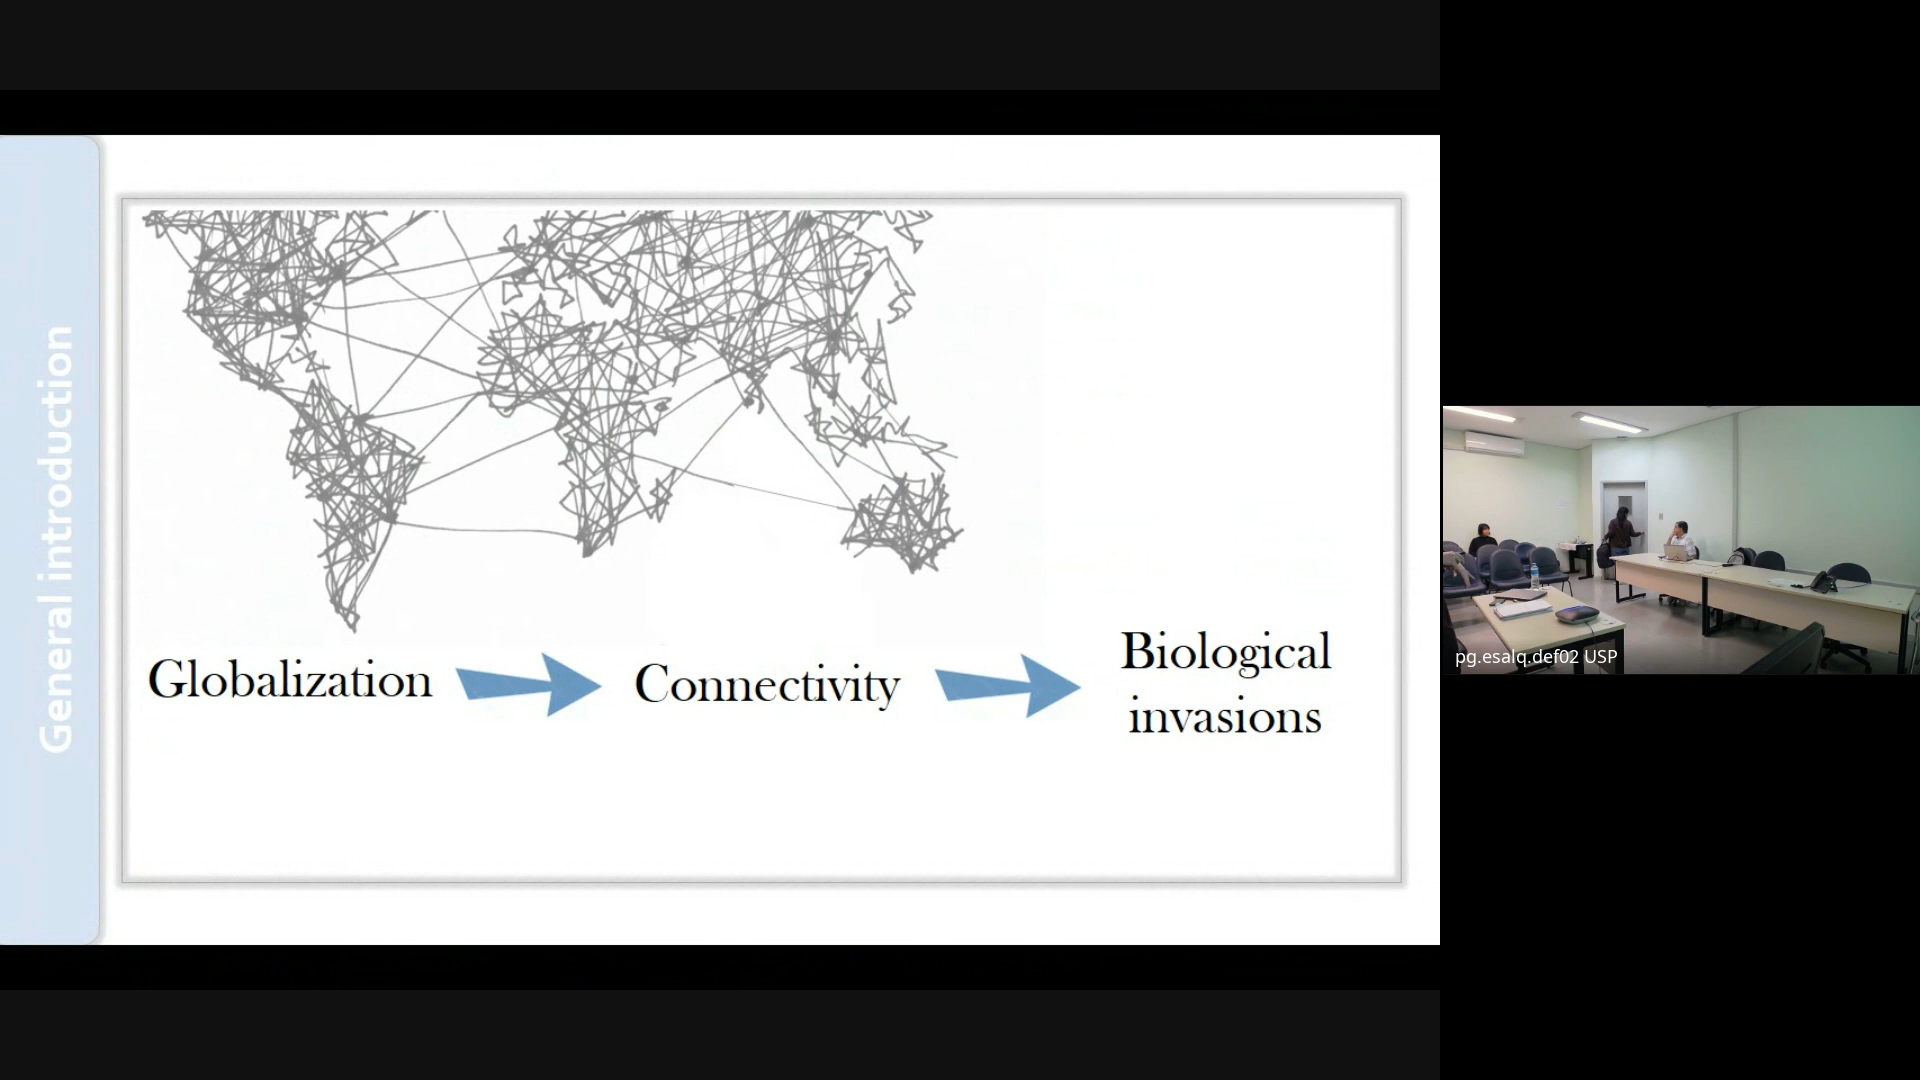 General introduction
Globalization
Connectivity
Biological
invasions
pg.esalq.def02 USP